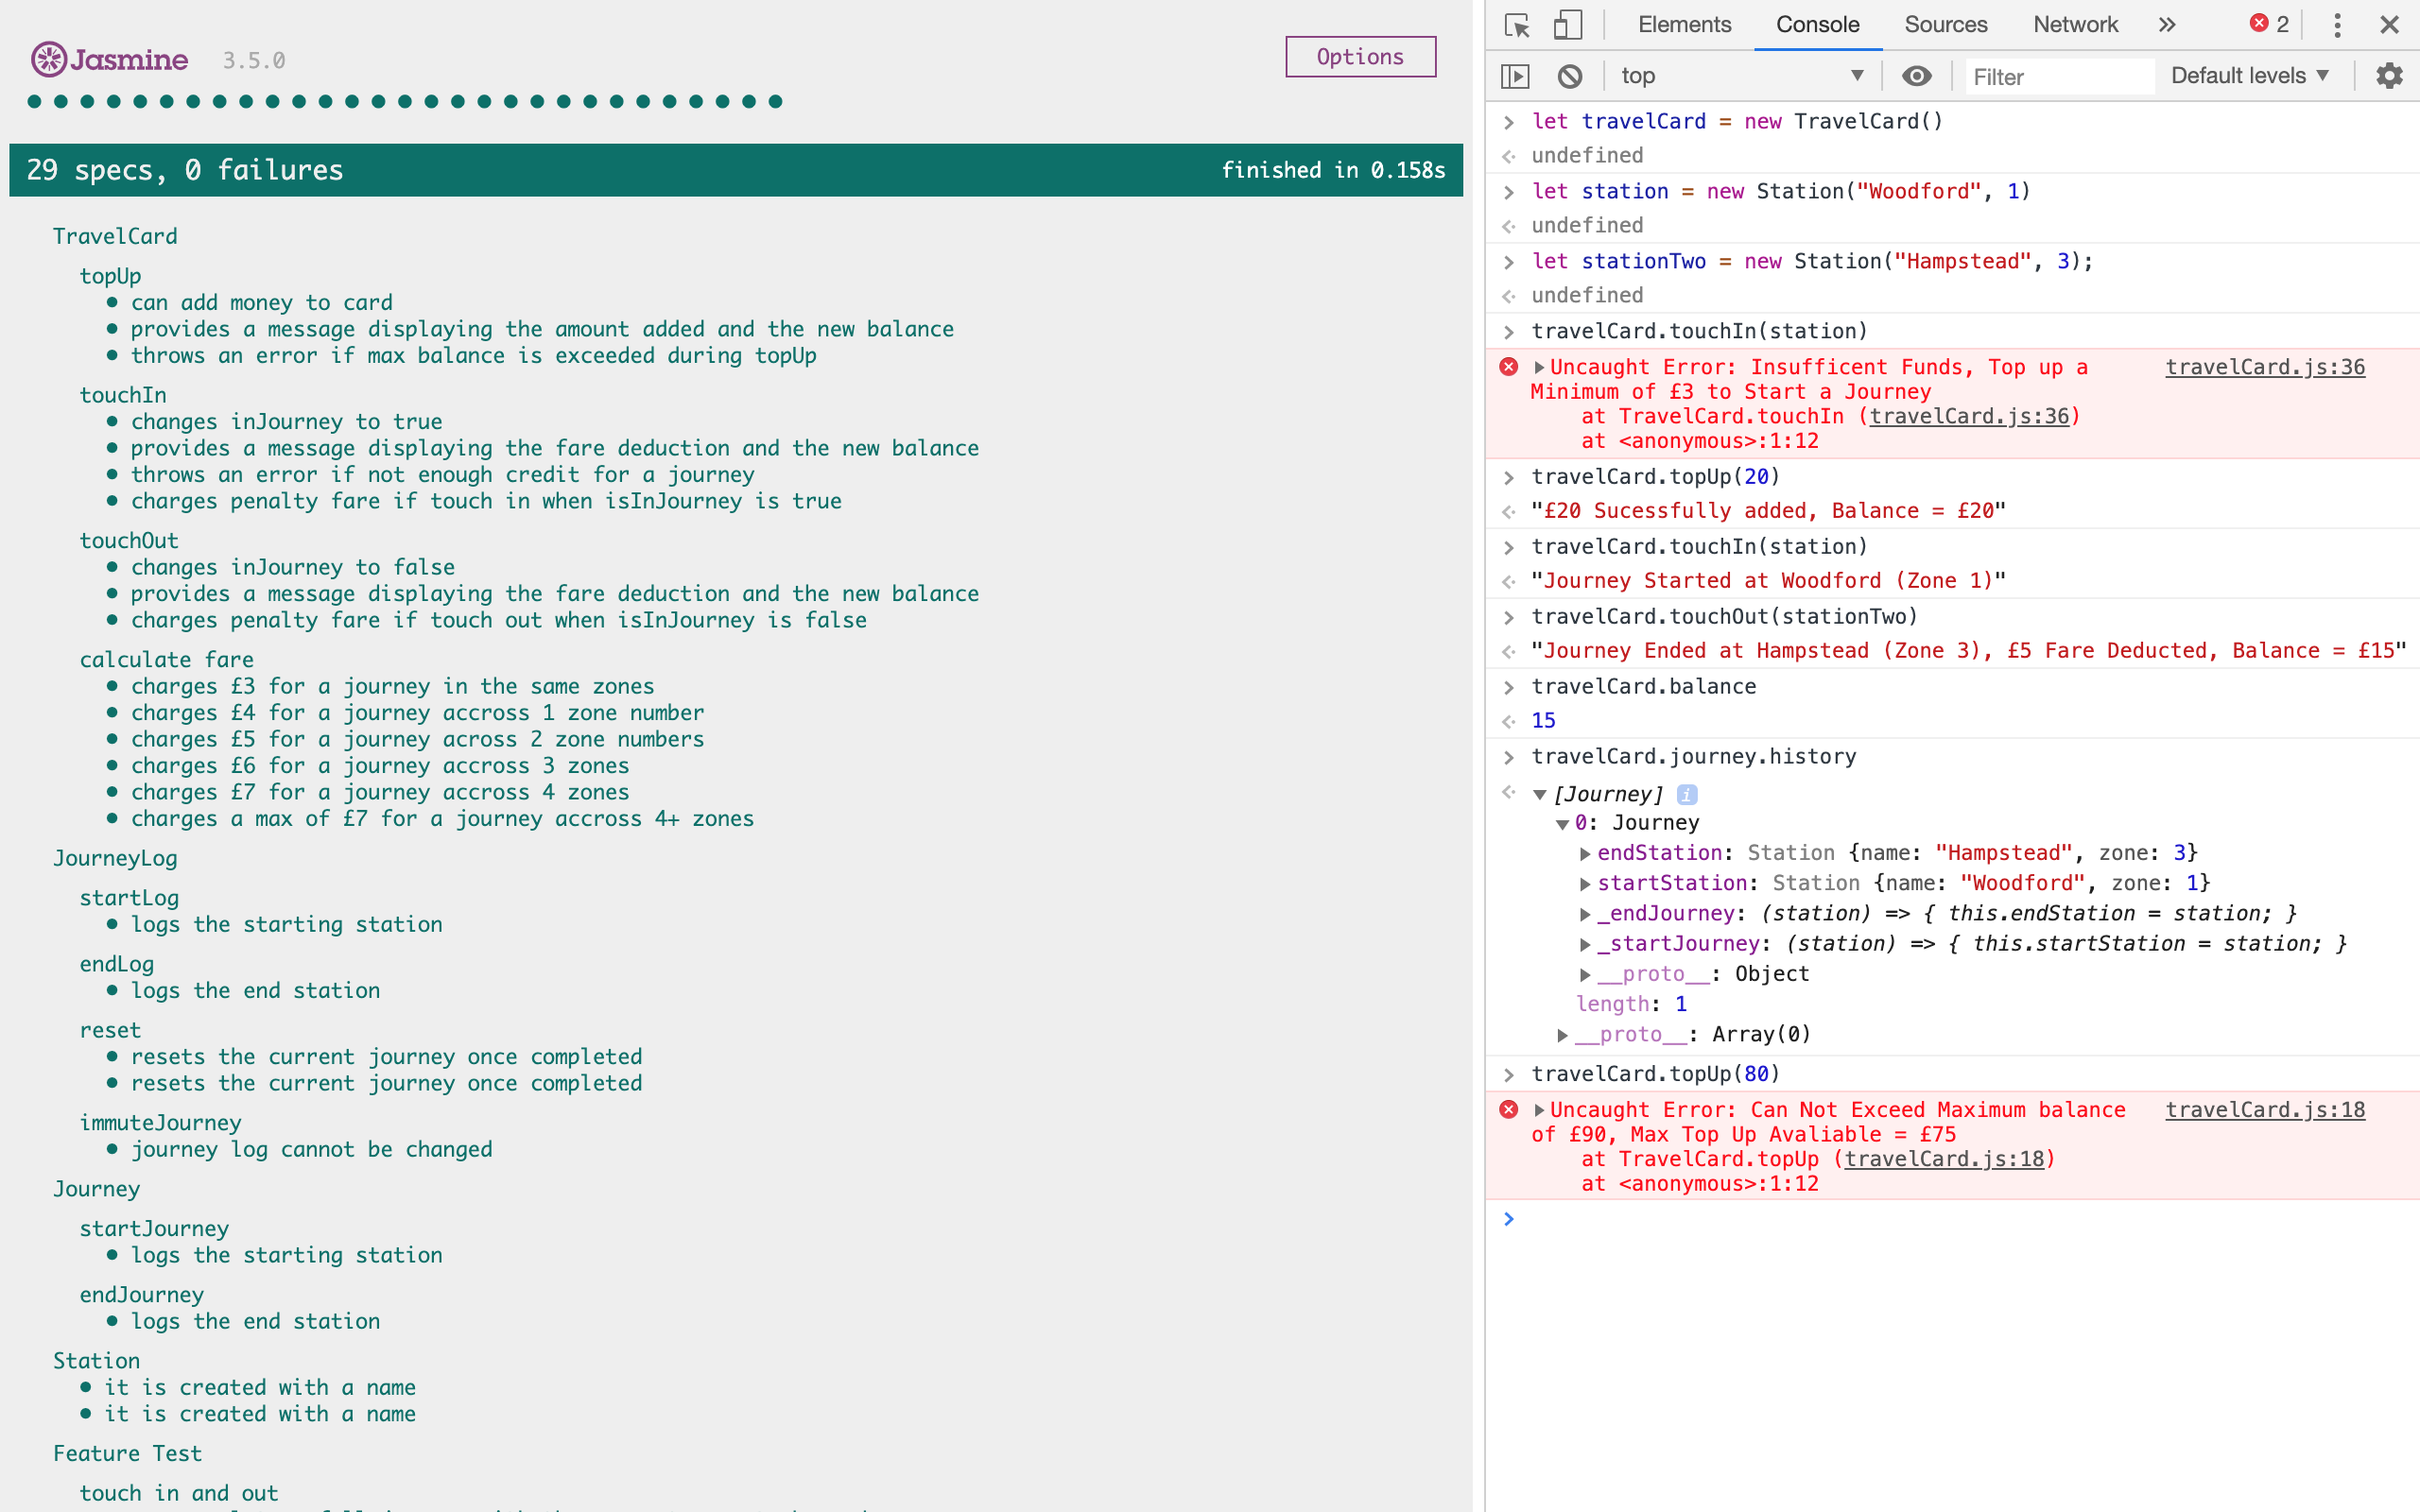 Jasmine 3.5.0
Options
29 specs, 0 failures
finished in 0.158s
TravelCard
topUp
• can add money to card
• provides a message displaying the amount added and the new balance
• throws an error if max balance is exceeded during topUp
touchIn
• changes inJourney to true
• provides a message displaying the fare deduction and the new balance
• throws an error if not enough credit for a journey
• charges penalty fare if touch in when isInJourney is true
touchOut
• changes inJourney to false
• provides a message displaying the fare deduction and the new balance
• charges penalty fare if touch out when isInJourney is false
calculate fare
• charges £3 for a journey in the same zones
• charges £4 for a journey accross 1 zone number
• charges £5 for a journey across 2 zone numbers
• charges £6 for a journey accross 3 zones
• charges £7 for a journey accross 4 zones
• charges a max of £7 for a journey accross 4+ zones
JourneyLog
startLog
• logs the starting station
endLog
• logs the end station
reset
• resets the current journey once completed
• resets the current journey once completed
immuteJourney
• journey log cannot be changed
Journey
startJourney
• logs the starting station
endJourney
• logs the end station
Station
• it is created with a name
• it is created with a name
Feature Test
touch in and out
Elements Console Sources Network » 2
top Filter Default levels
> let travelCard = new TravelCard()
undefined
> let station = new Station("Woodford", 1)
undefined
> let stationTwo = new Station("Hampstead", 3);
undefined
> travelCard.touchIn(station)
Uncaught Error: Insufficent Funds, Top up a travelCard.js:36
Minimum of £3 to Start a Journey
at TravelCard.touchIn (travelCard.js:36)
at <anonymous>:1:12
> travelCard.topUp(20)
"£20 Sucessfully added, Balance = £20"
> travelCard.touchIn(station)
"Journey Started at Woodford (Zone 1)"
> travelCard.touchOut(stationTwo)
"Journey Ended at Hampstead (Zone 3), £5 Fare Deducted, Balance = £15"
> travelCard.balance
15
> travelCard.journey.history
[Journey] i
0: Journey
endStation: Station {name: "Hampstead", zone: 3}
startStation: Station {name: "Woodford", zone: 1}
_endJourney: (station) => { this.endStation = station; }
_startJourney: (station) => { this.startStation = station; }
__proto__: Object
length: 1
__proto__: Array(0)
> travelCard.topUp(80)
Uncaught Error: Can Not Exceed Maximum balance travelCard.js:18
of £90, Max Top Up Avaliable = £75
at TravelCard.topUp (travelCard.js:18)
at <anonymous>:1:12
>